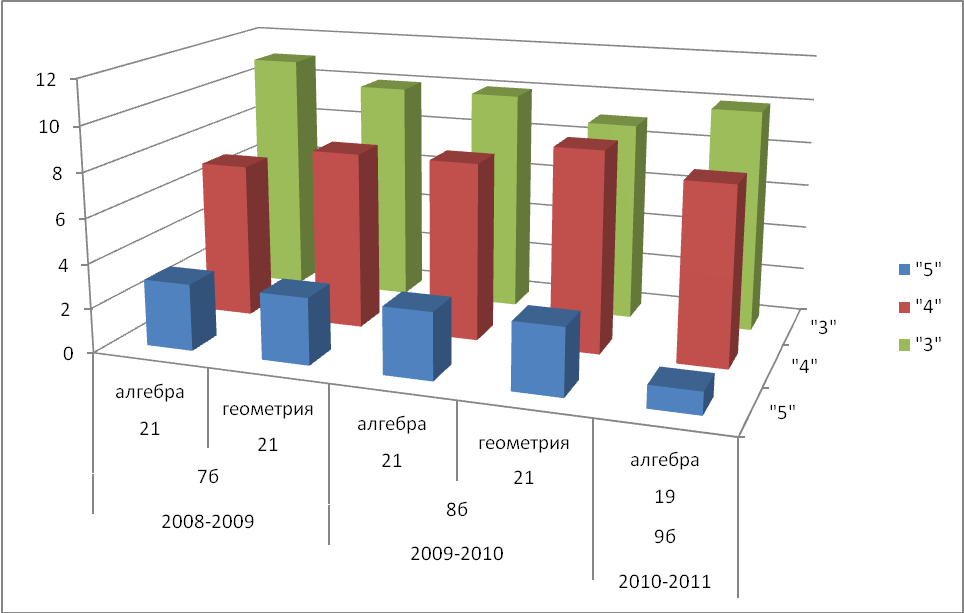 12
10
8
6
4
2
0
"5"
"4"
"3"
"3"
"4"
"5"
алгебра
геометрия
алгебра
геометрия
алгебра
21
21
21
21
19
7б
8б
9б
2008-2009
2009-2010
2010-2011